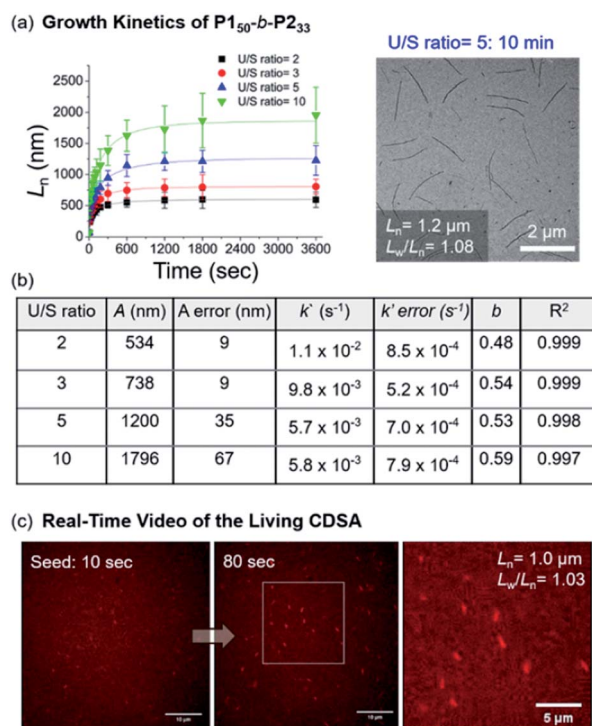 (a) Growth Kinetics of P1₅₀-b-P2₃₃
U/S ratio= 5: 10 min
U/S ratio= 2
U/S ratio= 3
U/S ratio= 5
U/S ratio= 10
2500
2000
1500
1000
500
0
Lₙ (nm)
0 600 1200 1800 2400 3000 3600
Time (sec)
Lₙ = 1.2 µm
L_w/Lₙ = 1.08
2 µm
(b)
U/S ratio A (nm) A error (nm) k` (s⁻¹) k' error (s⁻¹) b R²
2 534 9 1.1 x 10⁻² 8.5 x 10⁻⁴ 0.48 0.999
3 738 9 9.8 x 10⁻³ 5.2 x 10⁻⁴ 0.54 0.999
5 1200 35 5.7 x 10⁻³ 7.0 x 10⁻⁴ 0.53 0.998
10 1796 67 5.8 x 10⁻³ 7.9 x 10⁻⁴ 0.59 0.997
(c) Real-Time Video of the Living CDSA
Seed: 10 sec
80 sec
Lₙ = 1.0 µm
L_w/Lₙ = 1.03
10 µm
10 µm
5 µm